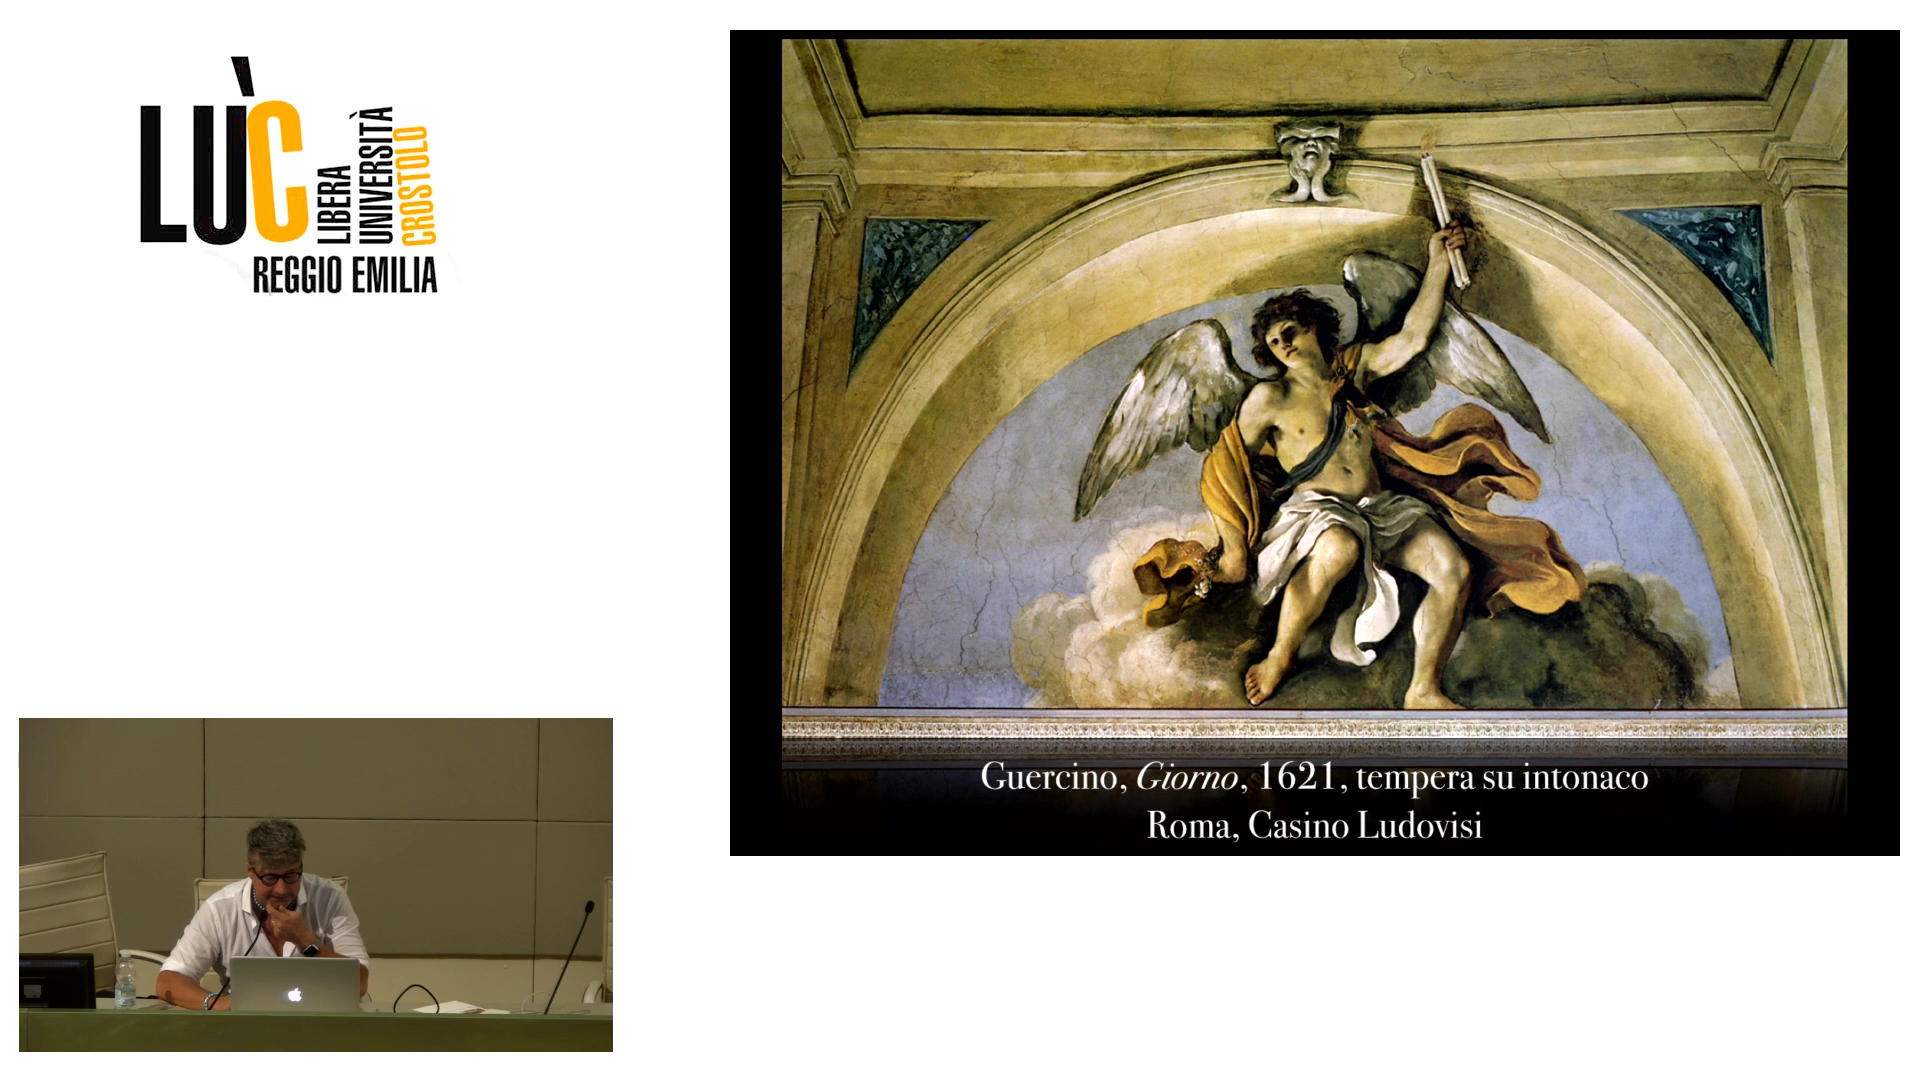 LÙC
LIBERA
UNIVERSITÀ
CROSTOLO
REGGIO EMILIA
Guercino, Giorno, 1621, tempera su intonaco
Roma, Casino Ludovisi